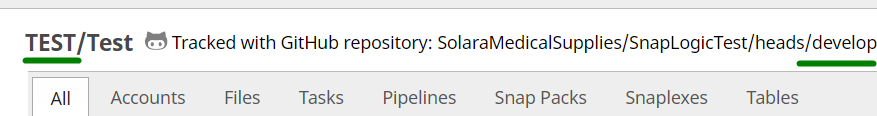 TEST/Test Tracked with GitHub repository: SolaraMedicalSupplies/SnapLogicTest/heads/develop
All Accounts Files Tasks Pipelines Snap Packs Snaplexes Tables